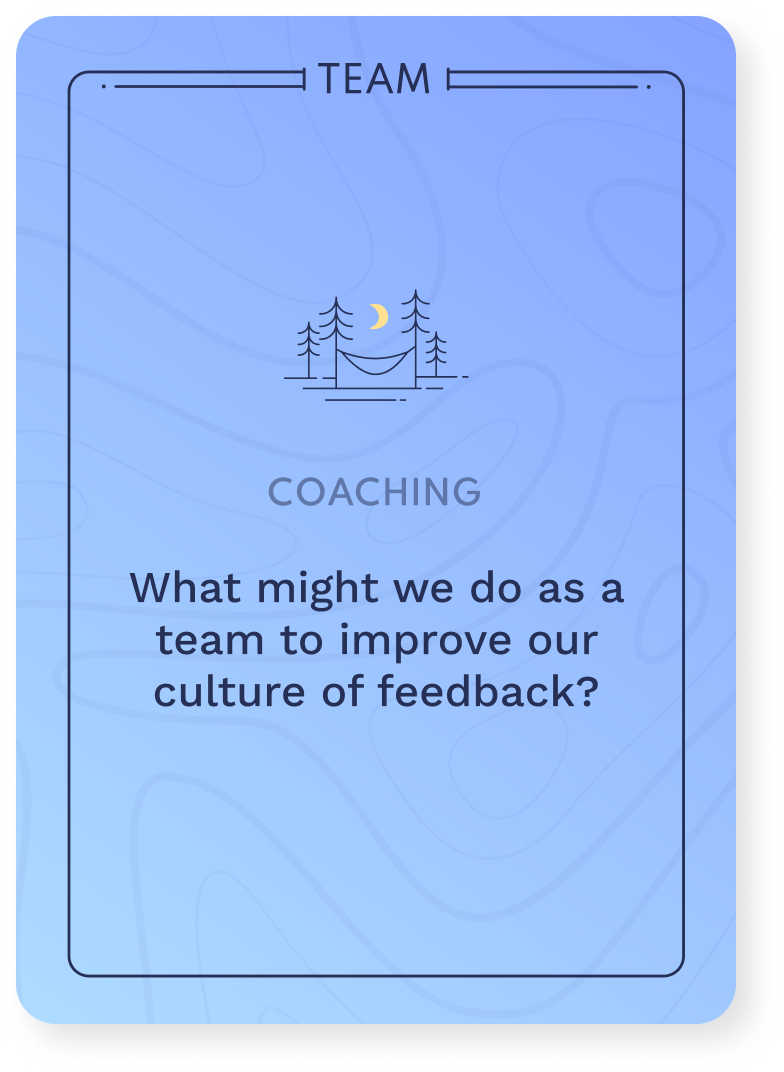 TEAM
COACHING
What might we do as a
team to improve our
culture of feedback?